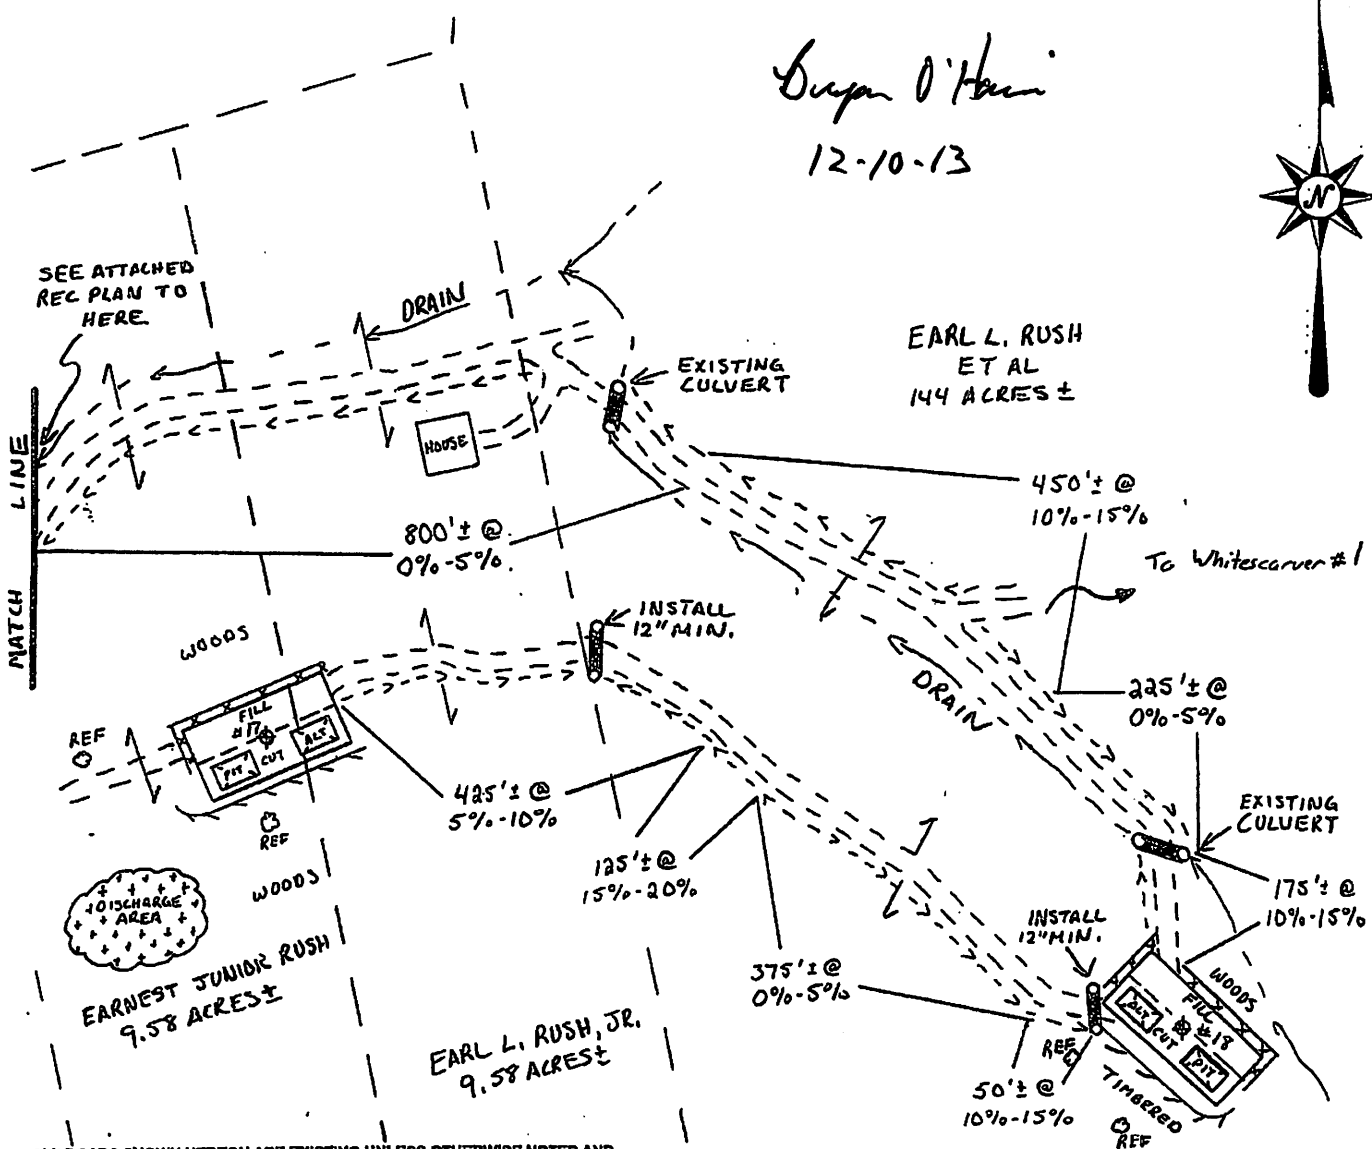 12-10-13
N
SEE ATTACHED
REC PLAN TO
HERE
DRAIN
EXISTING
CULVERT
EARL L. RUSH
ET AL
144 ACRES ±
HOUSE
MATCH LINE
800'± @
0%-5%.
450'± @
10%-15%
To Whitescarver #1
WOODS
INSTALL
12" MIN.
DRAIN
225'± @
0%-5%
REF
FILL
#17
CUT
PIT
ALT
REF
425'± @
5%-10%
EXISTING
CULVERT
125'± @
15%-20%
WOODS
DISCHARGE
AREA
175'± @
10%-15%
INSTALL
12" MIN.
EARNEST JUNIOR RUSH
9.58 ACRES±
375'± @
0%-5%
WOODS
FILL
#18
CUT
ALT
PIT
REF
EARL L. RUSH, JR.
9.58 ACRES±
50'± @
10%-15%
TIMBERED
REF